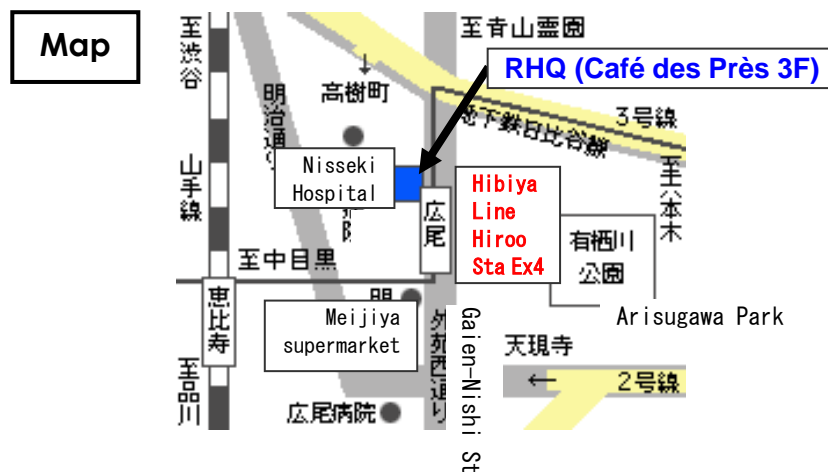 Map
至渋谷
至青山霊園
RHQ (Café des Près 3F)
明治通り
高樹町
3号線
地下鉄日比谷線
山手線
Nisseki
Hospital
至六本木
広尾
Hibiya
Line
Hiroo
Sta Ex4
有栖川
公園
至中目黒
恵比寿
Meijiya
supermarket
外苑西通り
Gaien-Nishi St
Arisugawa Park
天現寺
2号線
至品川
広尾病院